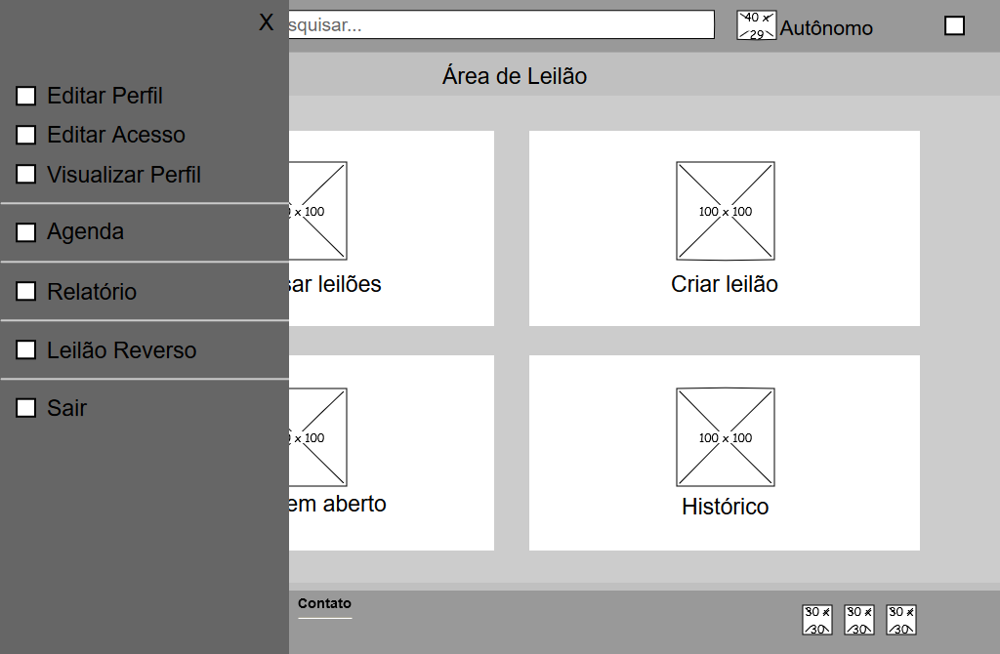 X
squisar...
40 x
29
Autônomo
Área de Leilão
Editar Perfil
Editar Acesso
Visualizar Perfil
Agenda
Relatório
Leilão Reverso
Sair
x 100
100 x 100
sar leilões
Criar leilão
x 100
100 x 100
em aberto
Histórico
Contato
30 x
30
30 x
30
30 x
30